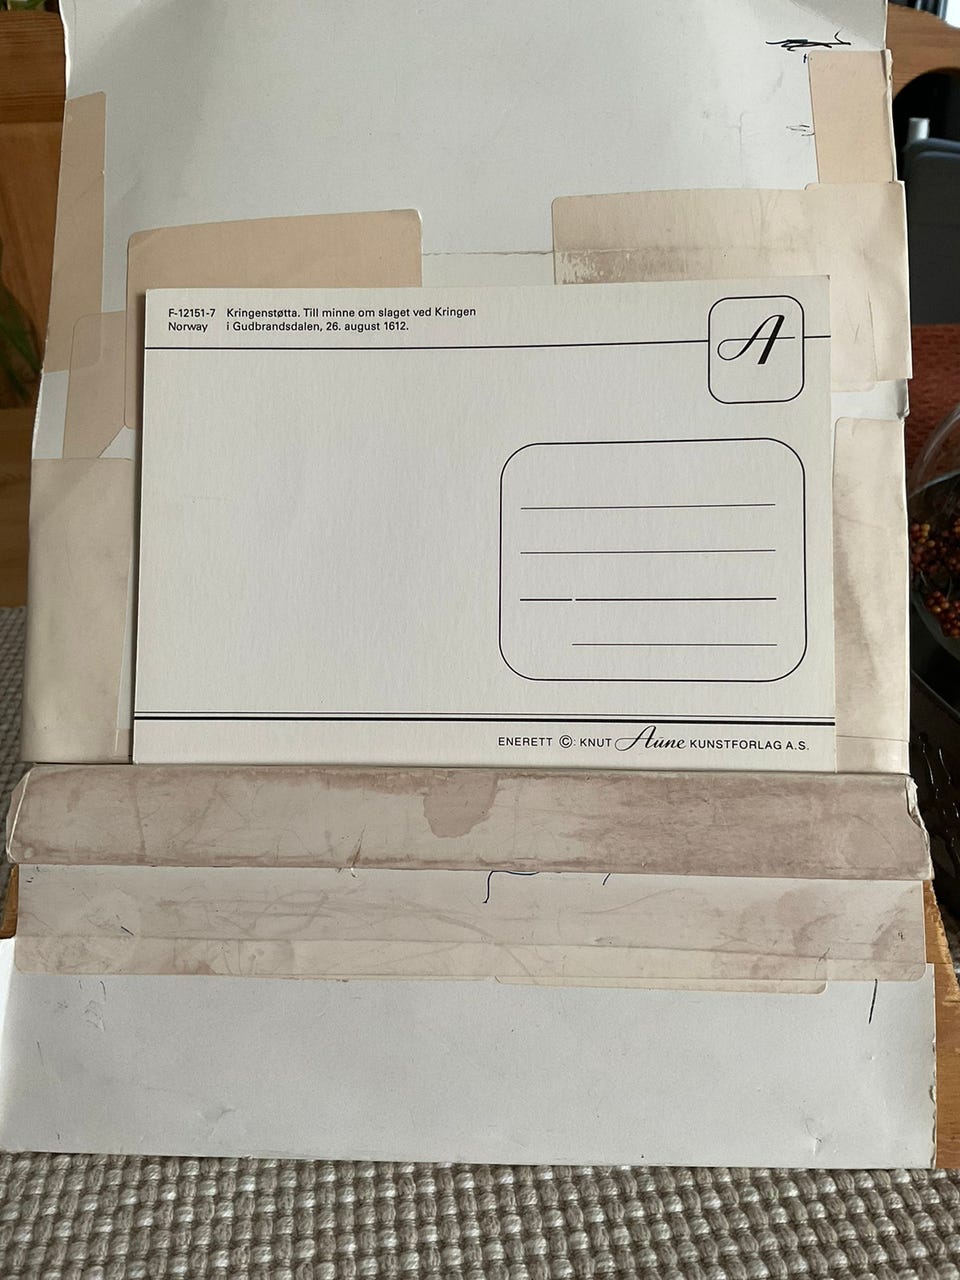 F-12151-7 Kringenstøtta. Till minne om slaget ved Kringen
Norway i Gudbrandsdalen, 26. august 1612.
A
ENERETT ©: KNUT Aune KUNSTFORLAG A.S.